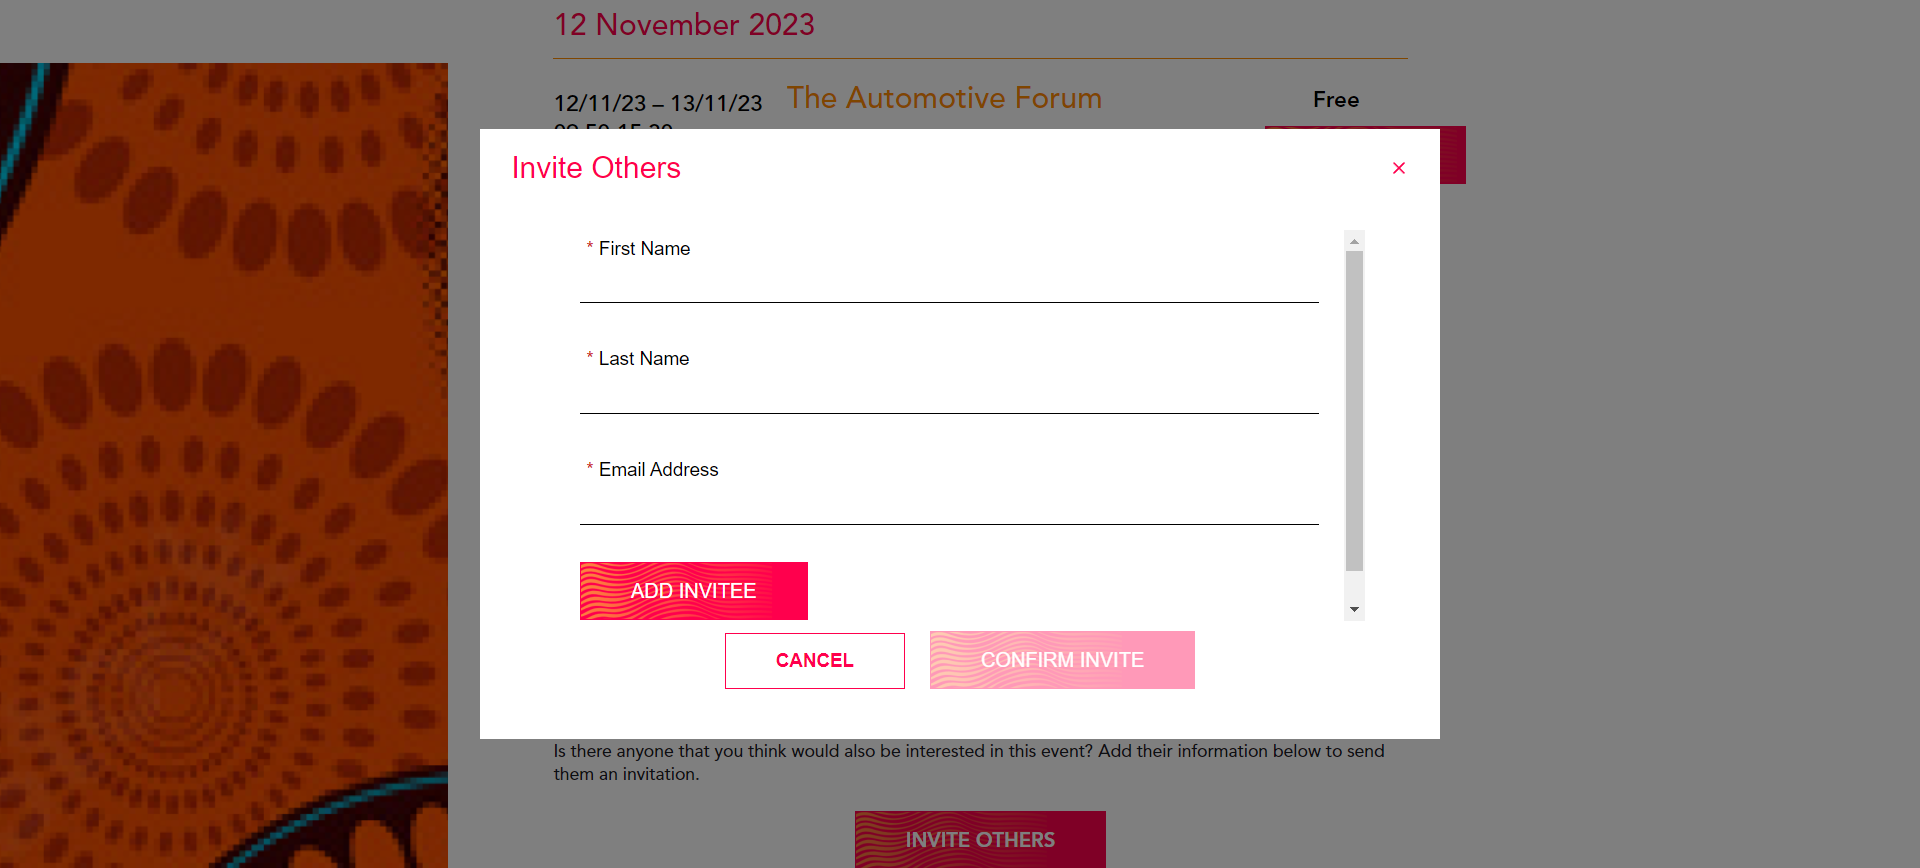 12 November 2023
12/11/23 – 13/11/23 The Automotive Forum Free
Invite Others
×
* First Name
* Last Name
* Email Address
ADD INVITEE
CANCEL CONFIRM INVITE
Is there anyone that you think would also be interested in this event? Add their information below to send
them an invitation.
INVITE OTHERS